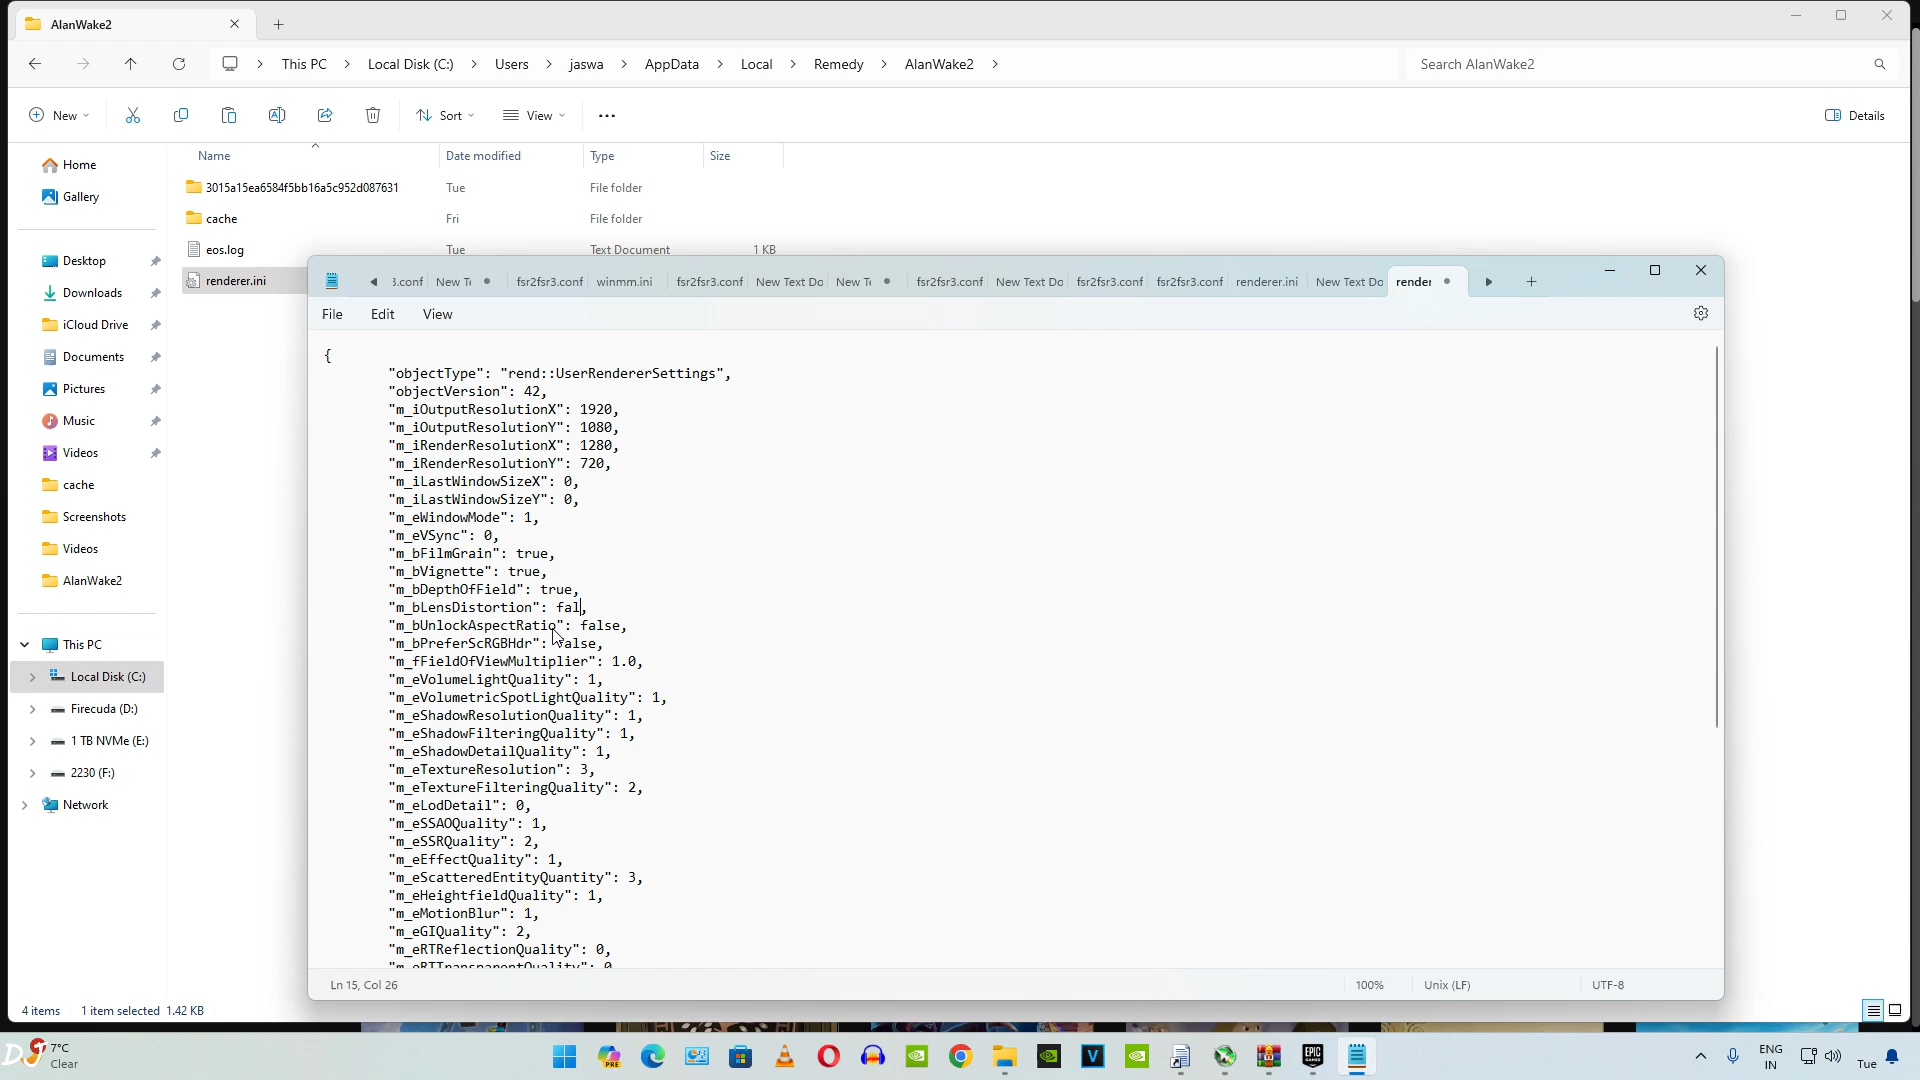 AlanWake2
This PC > Local Disk (C:) > Users > jaswa > AppData > Local > Remedy > AlanWake2 >
Search AlanWake2
New
Sort
View
Details
Name
Date modified
Type
Size
3015a15ea6584f5bb16a5c952d087631 Tue File folder
cache Fri File folder
eos.log Tue Text Document 1 KB
renderer.ini
Home
Gallery
Desktop
Downloads
iCloud Drive
Documents
Pictures
Music
Videos
cache
Screenshots
Videos
AlanWake2
This PC
Local Disk (C:)
Firecuda (D:)
1 TB NVMe (E:)
2230 (F:)
Network
3.conf New Te fsr2fsr3.conf winmm.ini fsr2fsr3.conf New Text Do New Te fsr2fsr3.conf New Text Do fsr2fsr3.conf fsr2fsr3.conf renderer.ini New Text Do render
File Edit View
{
"objectType": "rend::UserRendererSettings",
"objectVersion": 42,
"m_iOutputResolutionX": 1920,
"m_iOutputResolutionY": 1080,
"m_iRenderResolutionX": 1280,
"m_iRenderResolutionY": 720,
"m_iLastWindowSizeX": 0,
"m_iLastWindowSizeY": 0,
"m_eWindowMode": 1,
"m_eVSync": 0,
"m_bFilmGrain": true,
"m_bVignette": true,
"m_bDepthOfField": true,
"m_bLensDistortion": fal,
"m_bUnlockAspectRatio": false,
"m_bPreferScRGBHdr": false,
"m_fFieldOfViewMultiplier": 1.0,
"m_eVolumeLightQuality": 1,
"m_eVolumetricSpotLightQuality": 1,
"m_eShadowResolutionQuality": 1,
"m_eShadowFilteringQuality": 1,
"m_eShadowDetailQuality": 1,
"m_eTextureResolution": 3,
"m_eTextureFilteringQuality": 2,
"m_eLodDetail": 0,
"m_eSSAOQuality": 1,
"m_eSSRQuality": 2,
"m_eEffectQuality": 1,
"m_eScatteredEntityQuantity": 3,
"m_eHeightfieldQuality": 1,
"m_eMotionBlur": 1,
"m_eGIQuality": 2,
"m_eRTReflectionQuality": 0,
"m_eRTTransparentQuality": 0
Ln 15, Col 26
100%
Unix (LF)
UTF-8
4 items 1 item selected 1.42 KB
7°C
Clear
PRE
EPIC GAMES
ENG
IN
Tue